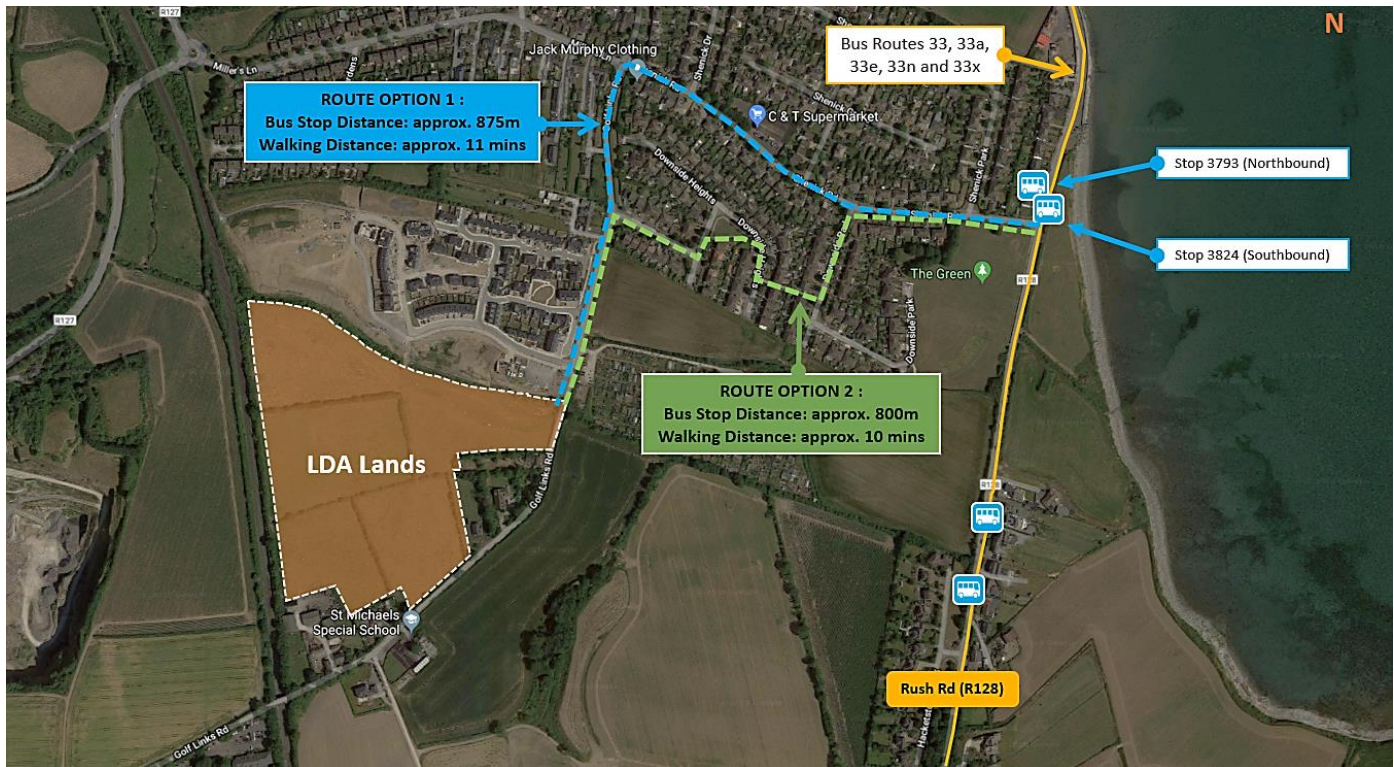 R127
N
Bus Routes 33, 33a,
33e, 33n and 33x
Jack Murphy Clothing
Miller's Ln
Shenick Dr
ROUTE OPTION 1 :
Bus Stop Distance: approx. 875m
Walking Distance: approx. 11 mins
C & T Supermarket
Downside Heights
Shenick Park
Stop 3793 (Northbound)
Stop 3824 (Southbound)
The Green
R128
R127
Downside Park
ROUTE OPTION 2 :
Bus Stop Distance: approx. 800m
Walking Distance: approx. 10 mins
LDA Lands
Golf Links Rd
R128
St Michaels
Special School
Rush Rd (R128)
Golf Links Rd